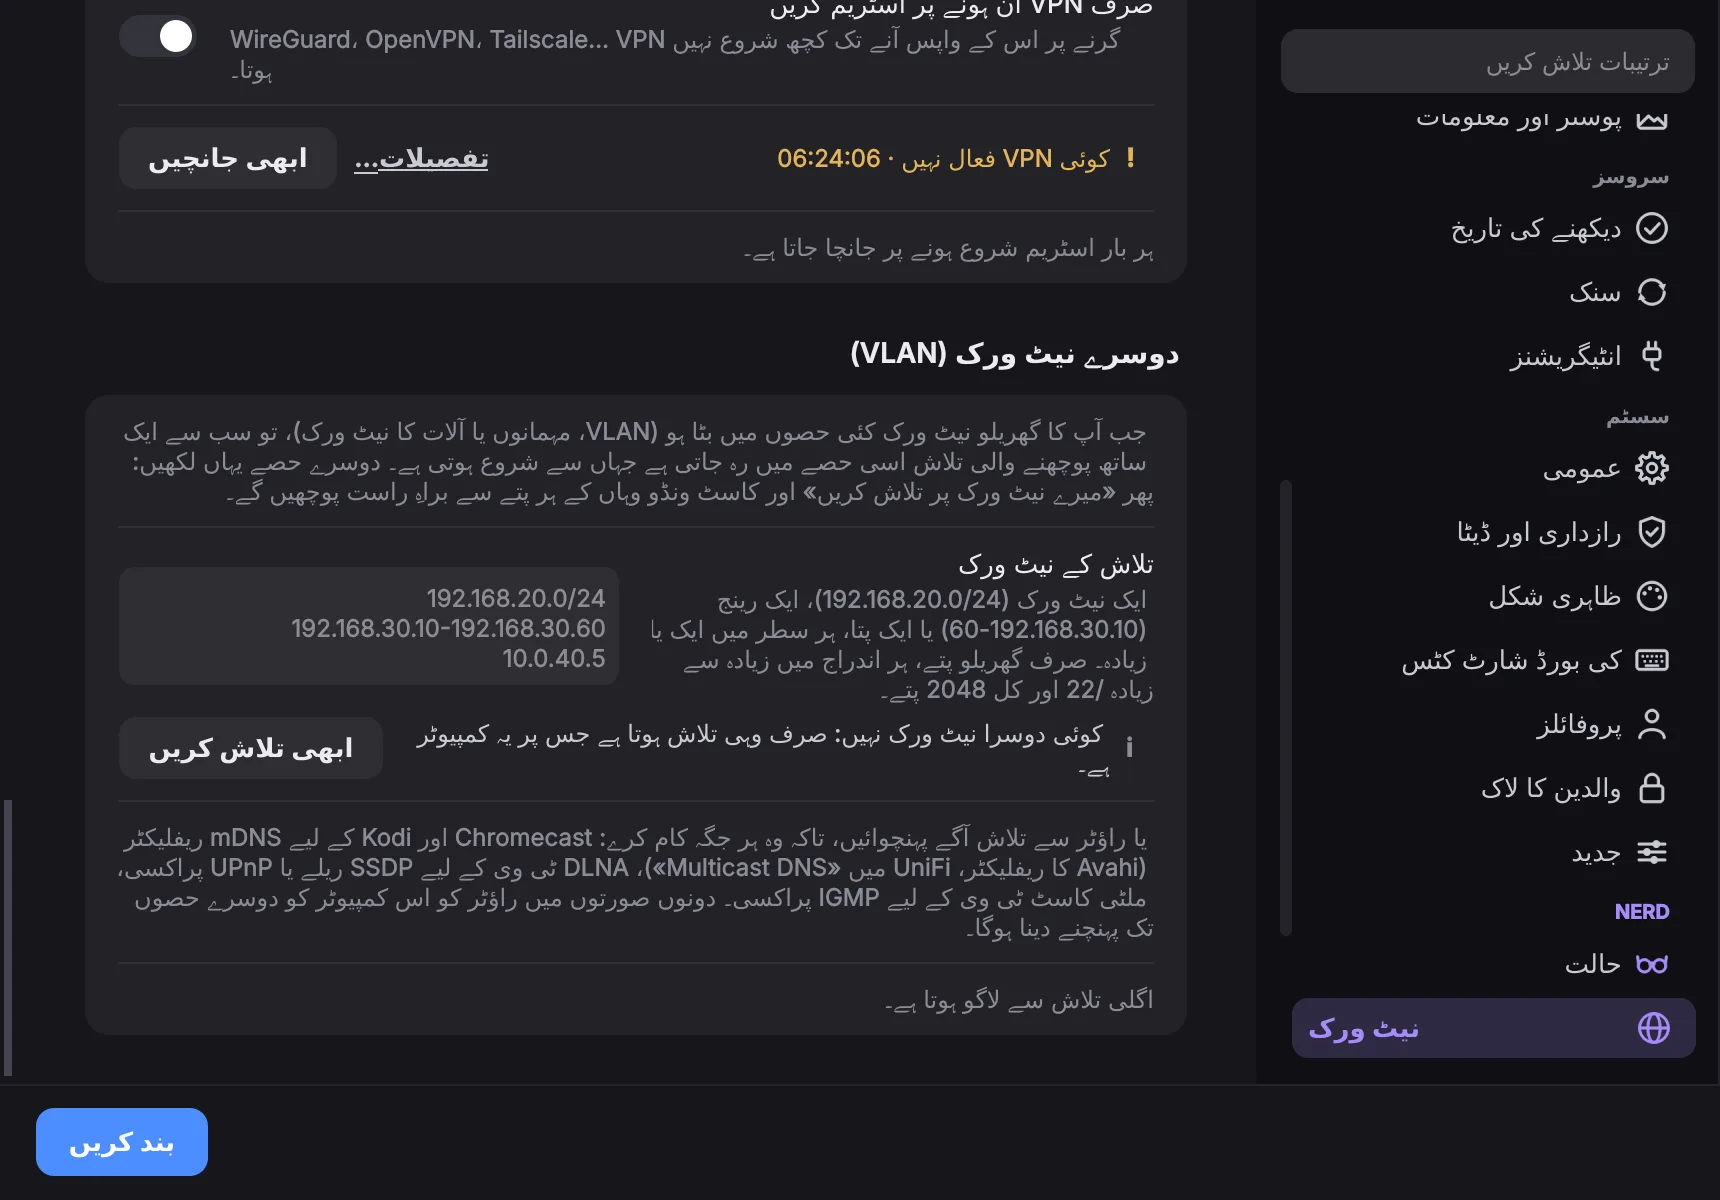 ترتیبات تلاش کریں
پوسٹر اور معلومات
سروسز
دیکھنے کی تاریخ
سنک
انٹیگریشنز
سسٹم
عمومی
رازداری اور ڈیٹا
ظاہری شکل
کی بورڈ شارٹ کٹس
پروفائلز
والدین کا لاک
جدید
NERD
حالت
نیٹ ورک
صرف VPN آن ہونے پر اسٹریم کریں
WireGuard، OpenVPN، Tailscale... VPN گرنے پر اس کے واپس آنے تک کچھ شروع نہیں
ہوتا۔
! کوئی VPN فعال نہیں · 06:24:06
تفصیلات...
ابھی جانچیں
ہر بار اسٹریم شروع ہونے پر جانچا جاتا ہے۔
دوسرے نیٹ ورک (VLAN)
جب آپ کا گھریلو نیٹ ورک کئی حصوں میں بٹا ہو (VLAN، مہمانوں یا آلات کا نیٹ ورک)، تو سب سے ایک
ساتھ پوچھنے والی تلاش اسی حصے میں رہ جاتی ہے جہاں سے شروع ہوتی ہے۔ دوسرے حصے یہاں لکھیں:
پھر «میرے نیٹ ورک پر تلاش کریں» اور کاسٹ ونڈو وہاں کے ہر پتے سے براہِ راست پوچھیں گے۔
تلاش کے نیٹ ورک
ایک نیٹ ورک (192.168.20.0/24)، ایک رینج
(192.168.30.10-60) یا ایک پتا، ہر سطر میں ایک یا
زیادہ۔ صرف گھریلو پتے، ہر اندراج میں زیادہ سے
زیادہ /22 اور کل 2048 پتے۔
192.168.20.0/24
192.168.30.10-192.168.30.60
10.0.40.5
کوئی دوسرا نیٹ ورک نہیں: صرف وہی تلاش ہوتا ہے جس پر یہ کمپیوٹر
ہے۔
ابھی تلاش کریں
یا راؤٹر سے تلاش آگے پہنچوائیں، تاکہ وہ ہر جگہ کام کرے: Chromecast اور Kodi کے لیے mDNS ریفلیکٹر
(Avahi کا ریفلیکٹر، UniFi میں «Multicast DNS»)، DLNA ٹی وی کے لیے SSDP ریلے یا UPnP پراکسی،
ملٹی کاسٹ ٹی وی کے لیے IGMP پراکسی۔ دونوں صورتوں میں راؤٹر کو اس کمپیوٹر کو دوسرے حصوں
تک پہنچنے دینا ہوگا۔
اگلی تلاش سے لاگو ہوتا ہے۔
بند کریں